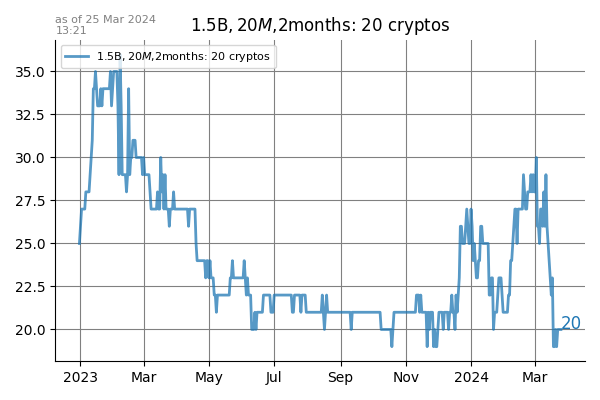 as of 25 Mar 2024
13:21
1.5B, 20M,2months: 20 cryptos
1.5B, 20M,2months: 20 cryptos
35.0
32.5
30.0
27.5
25.0
22.5
20.0
20
2023
Mar
May
Jul
Sep
Nov
2024
Mar